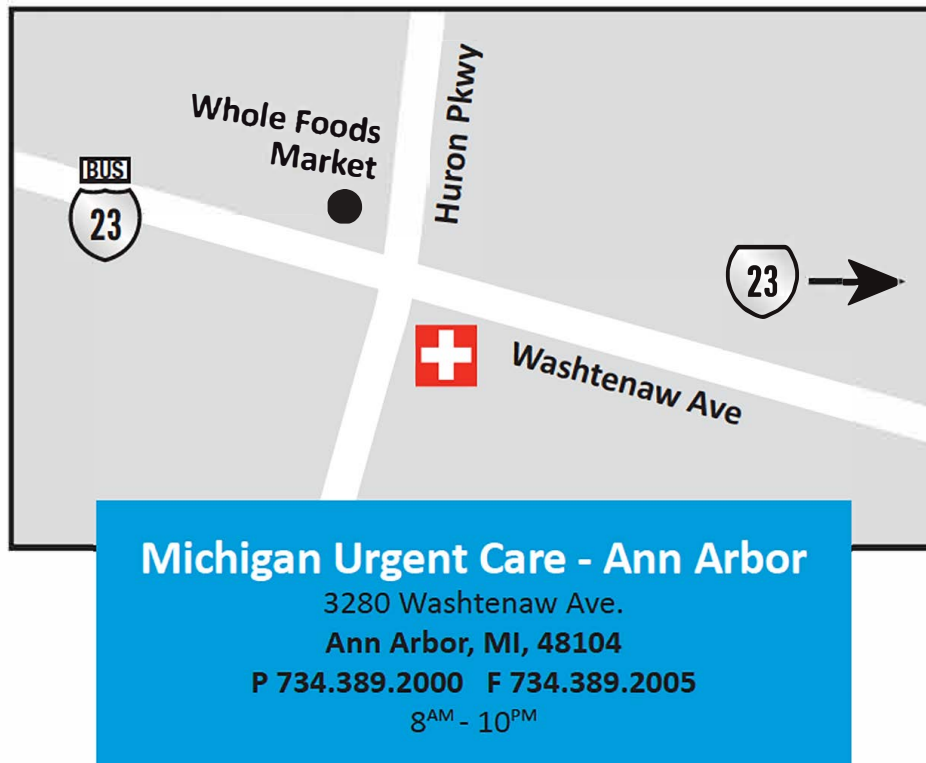 Whole Foods
Market
Huron Pkwy
BUS
23
23
Washtenaw Ave
Michigan Urgent Care - Ann Arbor
3280 Washtenaw Ave.
Ann Arbor, MI, 48104
P 734.389.2000 F 734.389.2005
8AM - 10PM